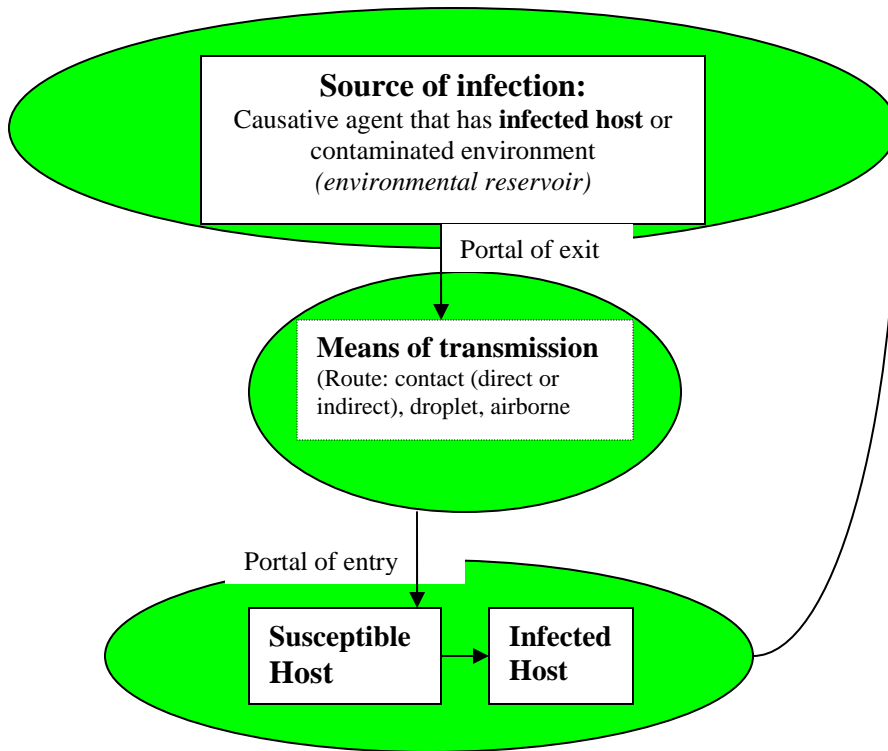 Source of infection:
Causative agent that has infected host or
contaminated environment
(environmental reservoir)
Portal of exit
Means of transmission
(Route: contact (direct or
indirect), droplet, airborne
Portal of entry
Susceptible
Host
Infected
Host